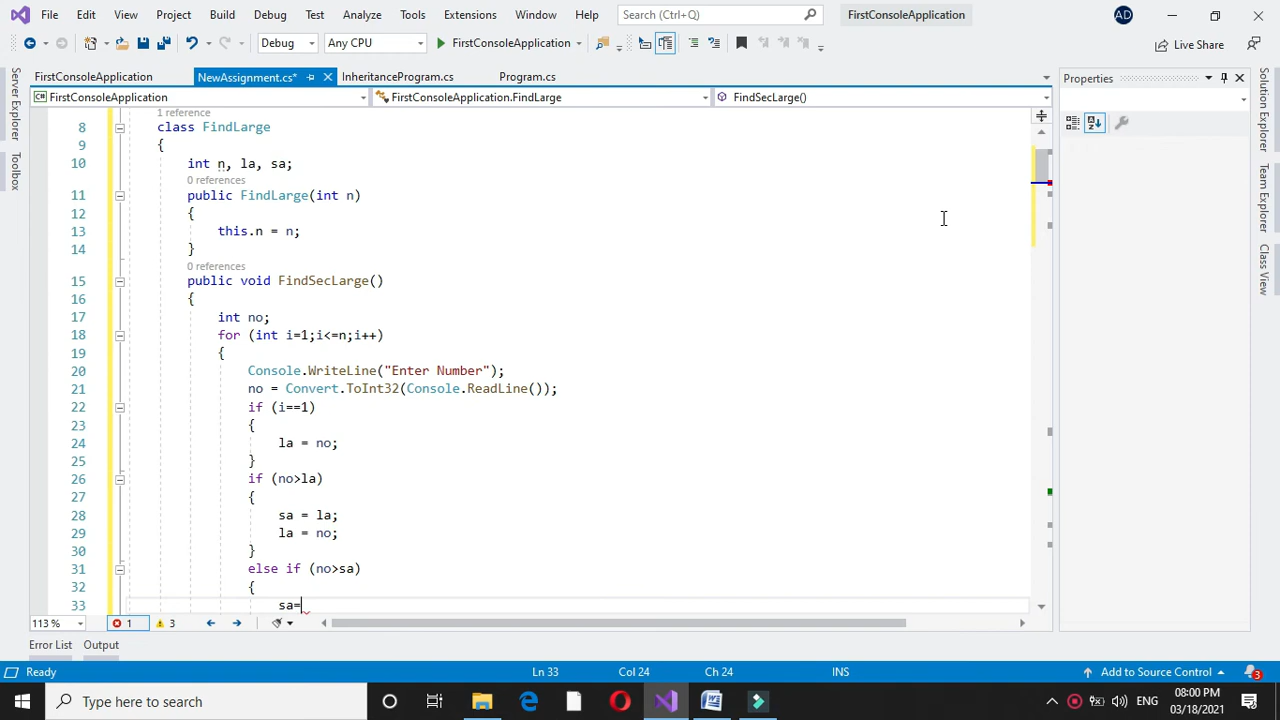 File Edit View Project Build Debug Test Analyze Tools Extensions Window Help Search (Ctrl+Q) FirstConsoleApplication AD
Debug Any CPU FirstConsoleApplication Live Share
FirstConsoleApplication NewAssignment.cs* InheritanceProgram.cs Program.cs Properties
FirstConsoleApplication FirstConsoleApplication.FindLarge FindSecLarge()
1 reference
8 class FindLarge
9 {
10 int n, la, sa;
0 references
11 public FindLarge(int n)
12 {
13 this.n = n;
14 }
0 references
15 public void FindSecLarge()
16 {
17 int no;
18 for (int i=1;i<=n;i++)
19 {
20 Console.WriteLine("Enter Number");
21 no = Convert.ToInt32(Console.ReadLine());
22 if (i==1)
23 {
24 la = no;
25 }
26 if (no>la)
27 {
28 sa = la;
29 la = no;
30 }
31 else if (no>sa)
32 {
33 sa=
113 % 1 3
Error List Output
Ready Ln 33 Col 24 Ch 24 INS Add to Source Control 3
Type here to search ENG 08:00 PM
03/18/2021
Server Explorer
Toolbox
Solution Explorer
Team Explorer
Class View